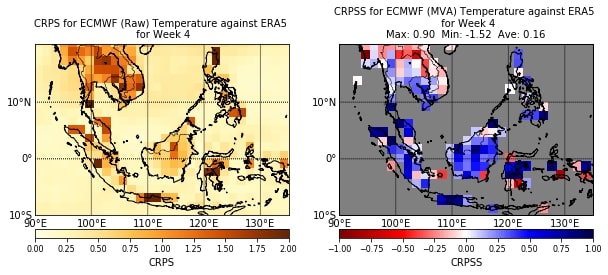 CRPS for ECMWF (Raw) Temperature against ERA5
for Week 4
10°N
0°
10°S
90°E
100°E
110°E
120°E
130°E
0.00 0.25 0.50 0.75 1.00 1.25 1.50 1.75 2.00
CRPS
CRPSS for ECMWF (MVA) Temperature against ERA5
for Week 4
Max: 0.90 Min: -1.52 Ave: 0.16
10°N
0°
10°S
90°E
100°E
110°E
120°E
130°E
−1.00 −0.75 −0.50 −0.25 0.00 0.25 0.50 0.75 1.00
CRPSS